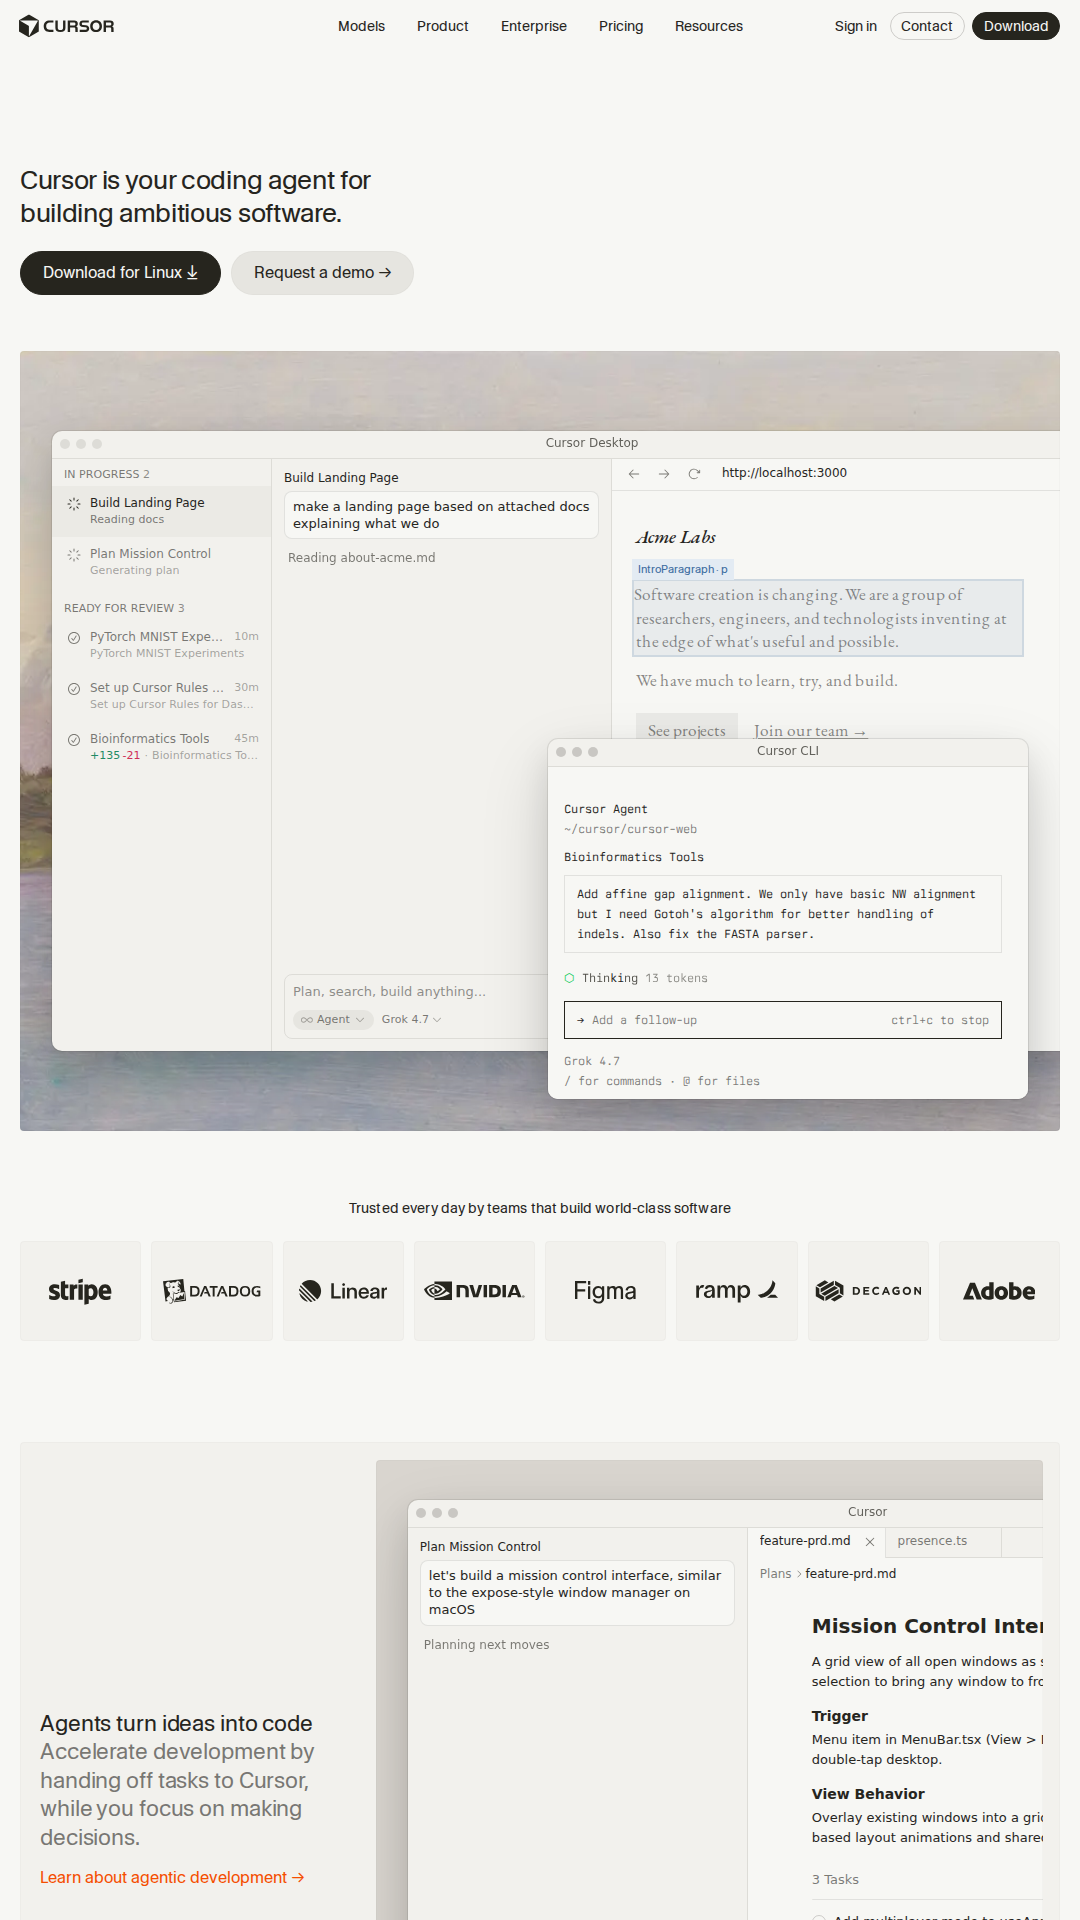 CURSOR
Models
Product
Enterprise
Pricing
Resources
Sign in
Contact
Download
Cursor is your coding agent for
building ambitious software.
Download for Linux ↓
Request a demo →
Cursor Desktop
IN PROGRESS 2
Build Landing Page
Reading docs
Plan Mission Control
Generating plan
READY FOR REVIEW 3
PyTorch MNIST Expe... 10m
PyTorch MNIST Experiments
Set up Cursor Rules ... 30m
Set up Cursor Rules for Das...
Bioinformatics Tools 45m
+135 -21 · Bioinformatics To...
Build Landing Page
make a landing page based on attached docs
explaining what we do
Reading about-acme.md
Plan, search, build anything...
Agent
Grok 4.7
http://localhost:3000
Acme Labs
IntroParagraph · p
Software creation is changing. We are a group of
researchers, engineers, and technologists inventing at
the edge of what's useful and possible.
We have much to learn, try, and build.
See projects
Join our team →
Cursor CLI
Cursor Agent
~/cursor/cursor-web
Bioinformatics Tools
Add affine gap alignment. We only have basic NW alignment
but I need Gotoh's algorithm for better handling of
indels. Also fix the FASTA parser.
Thinking 13 tokens
→ Add a follow-up ctrl+c to stop
Grok 4.7
/ for commands · @ for files
Trusted every day by teams that build world-class software
stripe
DATADOG
Linear
NVIDIA.
Figma
ramp
DECAGON
Adobe
Agents turn ideas into code
Accelerate development by
handing off tasks to Cursor,
while you focus on making
decisions.
Learn about agentic development →
Cursor
Plan Mission Control
let's build a mission control interface, similar
to the expose-style window manager on
macOS
Planning next moves
feature-prd.md
presence.ts
Plans > feature-prd.md
Mission Control Inter
A grid view of all open windows as
selection to bring any window to
Trigger
Menu item in MenuBar.tsx (View >
double-tap desktop.
View Behavior
Overlay existing windows into a
based layout animations and
3 Tasks
Add multiplayer mode to